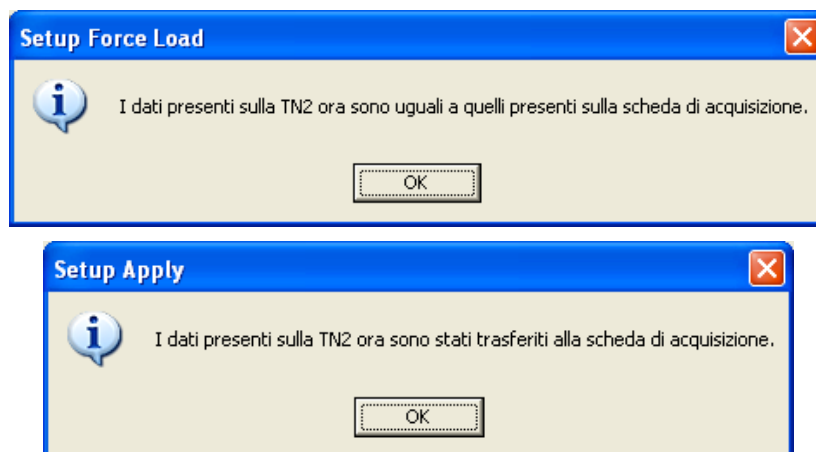 Setup Force Load
I dati presenti sulla TN2 ora sono uguali a quelli presenti sulla scheda di acquisizione.
OK
Setup Apply
I dati presenti sulla TN2 ora sono stati trasferiti alla scheda di acquisizione.
OK